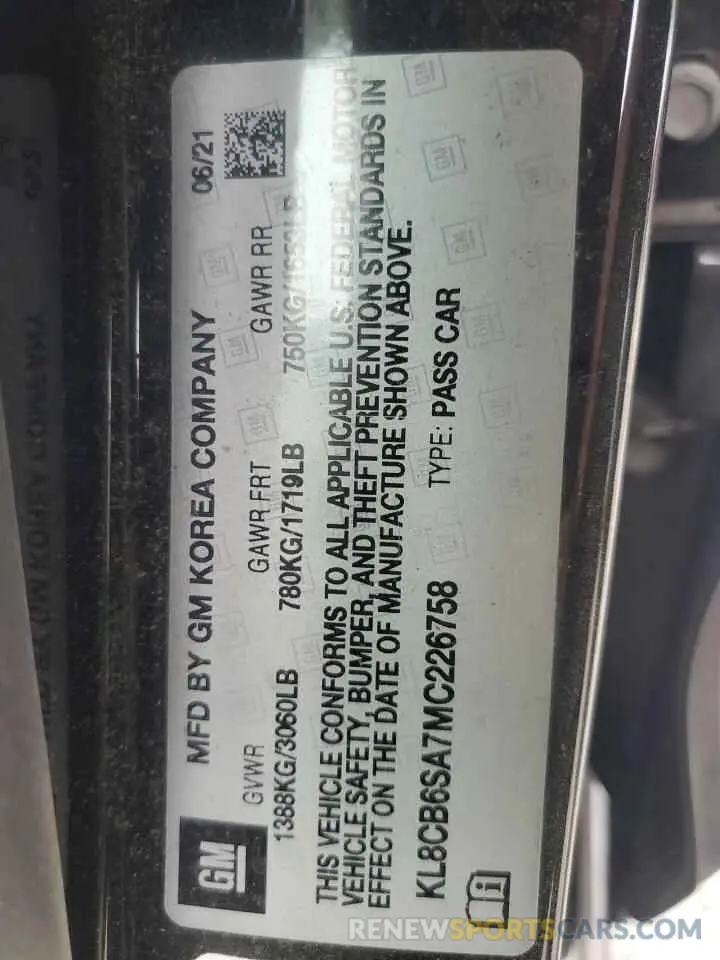 GM
MFD BY GM KOREA COMPANY 06/21
GVWR GAWR FRT GAWR RR
1388KG/3060LB 780KG/1719LB 750KG/1653LB
THIS VEHICLE CONFORMS TO ALL APPLICABLE U.S. FEDERAL MOTOR
VEHICLE SAFETY, BUMPER, AND THEFT PREVENTION STANDARDS IN
EFFECT ON THE DATE OF MANUFACTURE SHOWN ABOVE.
KL8CB6SA7MC226758 TYPE: PASS CAR
RENEWSPORTSCARS.COM